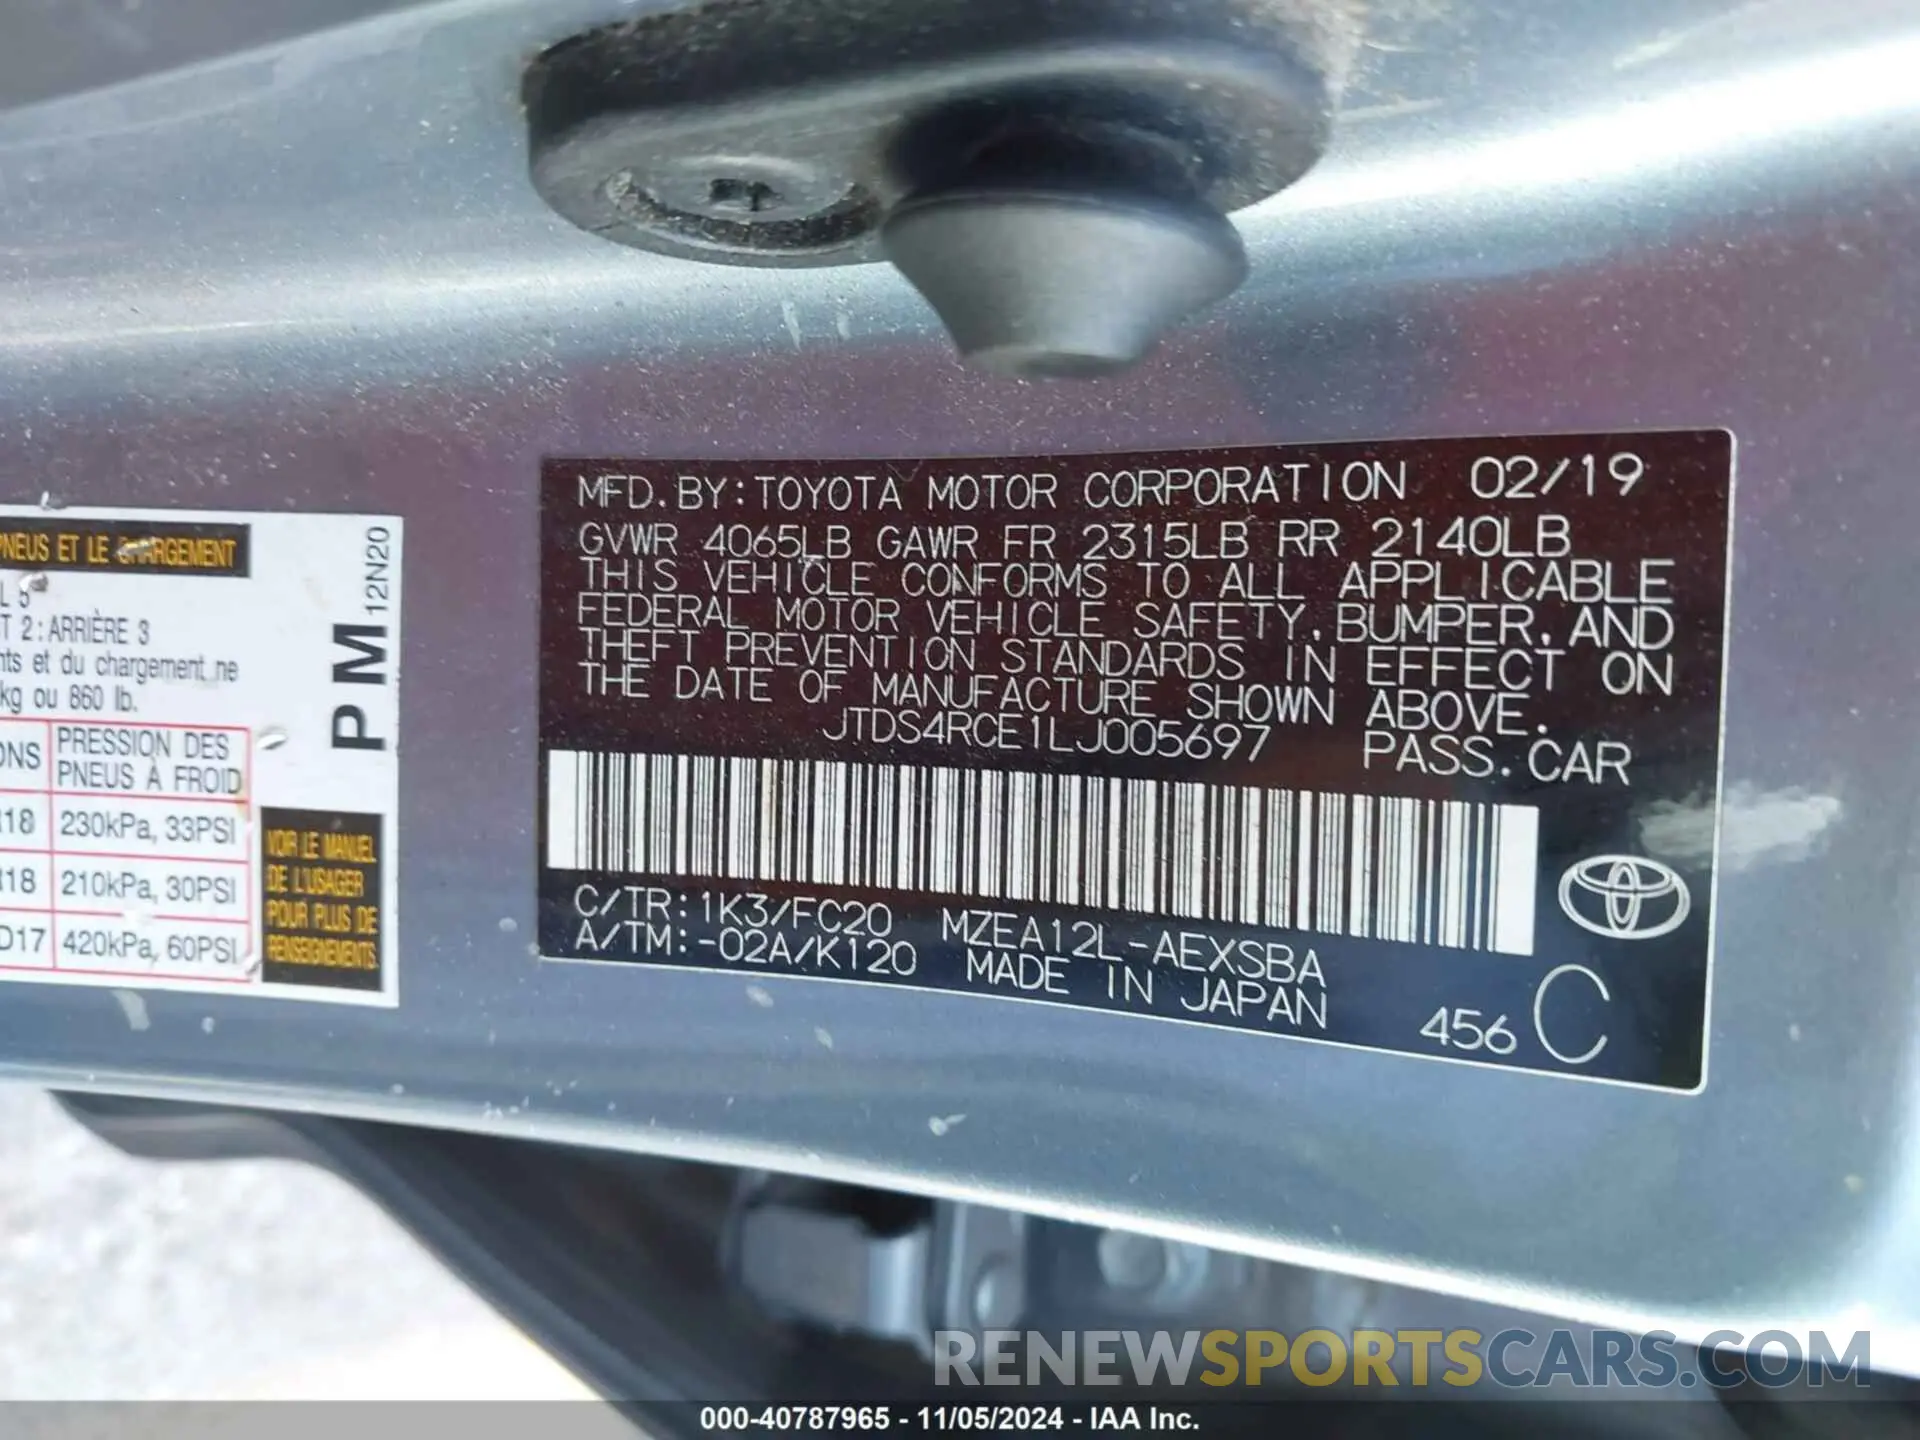 MFD. BY: TOYOTA MOTOR CORPORATION 02/19
GVWR 4065LB GAWR FR 2315LB RR 2140LB
THIS VEHICLE CONFORMS TO ALL APPLICABLE
FEDERAL MOTOR VEHICLE SAFETY, BUMPER, AND
THEFT PREVENTION STANDARDS IN EFFECT ON
THE DATE OF MANUFACTURE SHOWN ABOVE.
JTDS4RCE1LJ005697 PASS. CAR
C/TR: 1K3/FC20 MZEA12L-AEXSBA
A/TM: -02A/K120 MADE IN JAPAN
456 C
PNEUS ET LE CHARGEMENT
L 5
T 2 : ARRIÈRE 3
nts et du chargement ne
kg ou 860 lb.
PM 12N20
ONS PRESSION DES
PNEUS À FROID
R18 230kPa, 33PSI
R18 210kPa, 30PSI
D17 420kPa, 60PSI
VOIR LE MANUEL
DE L'USAGER
POUR PLUS DE
RENSEIGNEMENTS
RENEWSPORTSCARS.COM
000-40787965 - 11/05/2024 - IAA Inc.